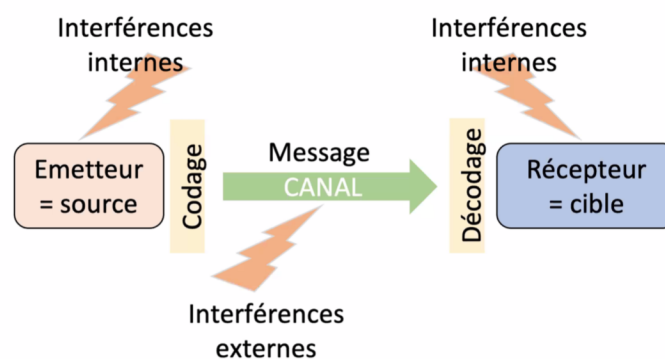 Interférences
internes
Interférences
internes
Emetteur
= source
Codage
Message
CANAL
Décodage
Récepteur
= cible
Interférences
externes